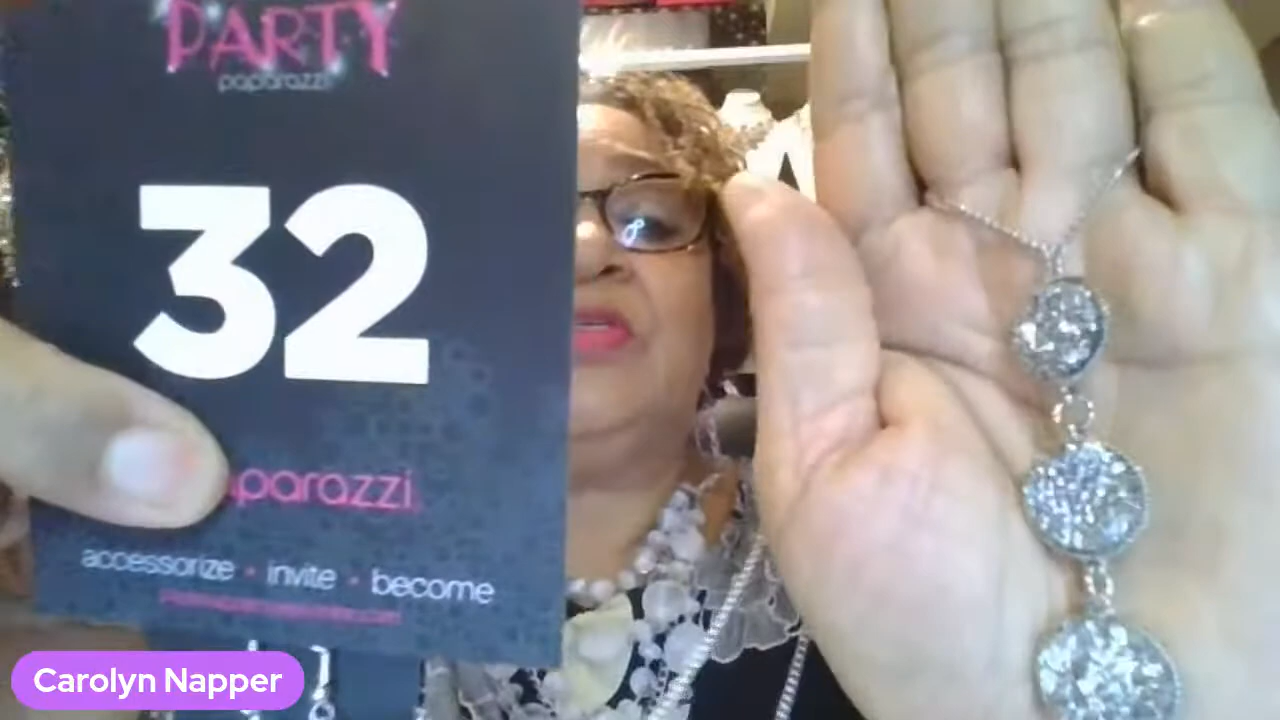 PARTY
paparazzi
32
parazzi
accessorize • invite • become
Carolyn Napper